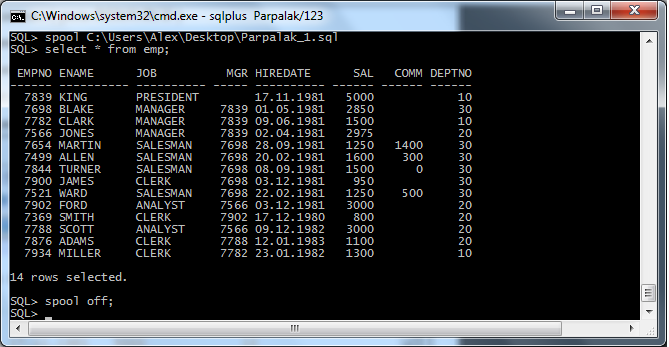 C:\Windows\system32\cmd.exe - sqlplus  Parpalak/123
SQL> spool C:\Users\Alex\Desktop\Parpalak_1.sql
SQL> select * from emp;

 EMPNO ENAME      JOB          MGR HIREDATE      SAL   COMM DEPTNO
------ ---------- ---------- ----- ---------- ------ ------ ------
  7839 KING       PRESIDENT        17.11.1981   5000            10
  7698 BLAKE      MANAGER     7839 01.05.1981   2850            30
  7782 CLARK      MANAGER     7839 09.06.1981   1500            10
  7566 JONES      MANAGER     7839 02.04.1981   2975            20
  7654 MARTIN     SALESMAN    7698 28.09.1981   1250   1400     30
  7499 ALLEN      SALESMAN    7698 20.02.1981   1600    300     30
  7844 TURNER     SALESMAN    7698 08.09.1981   1500      0     30
  7900 JAMES      CLERK       7698 03.12.1981    950            30
  7521 WARD       SALESMAN    7698 22.02.1981   1250    500     30
  7902 FORD       ANALYST     7566 03.12.1981   3000            20
  7369 SMITH      CLERK       7902 17.12.1980    800            20
  7788 SCOTT      ANALYST     7566 09.12.1982   3000            20
  7876 ADAMS      CLERK       7788 12.01.1983   1100            20
  7934 MILLER     CLERK       7782 23.01.1982   1300            10

14 rows selected.

SQL> spool off;
SQL> _